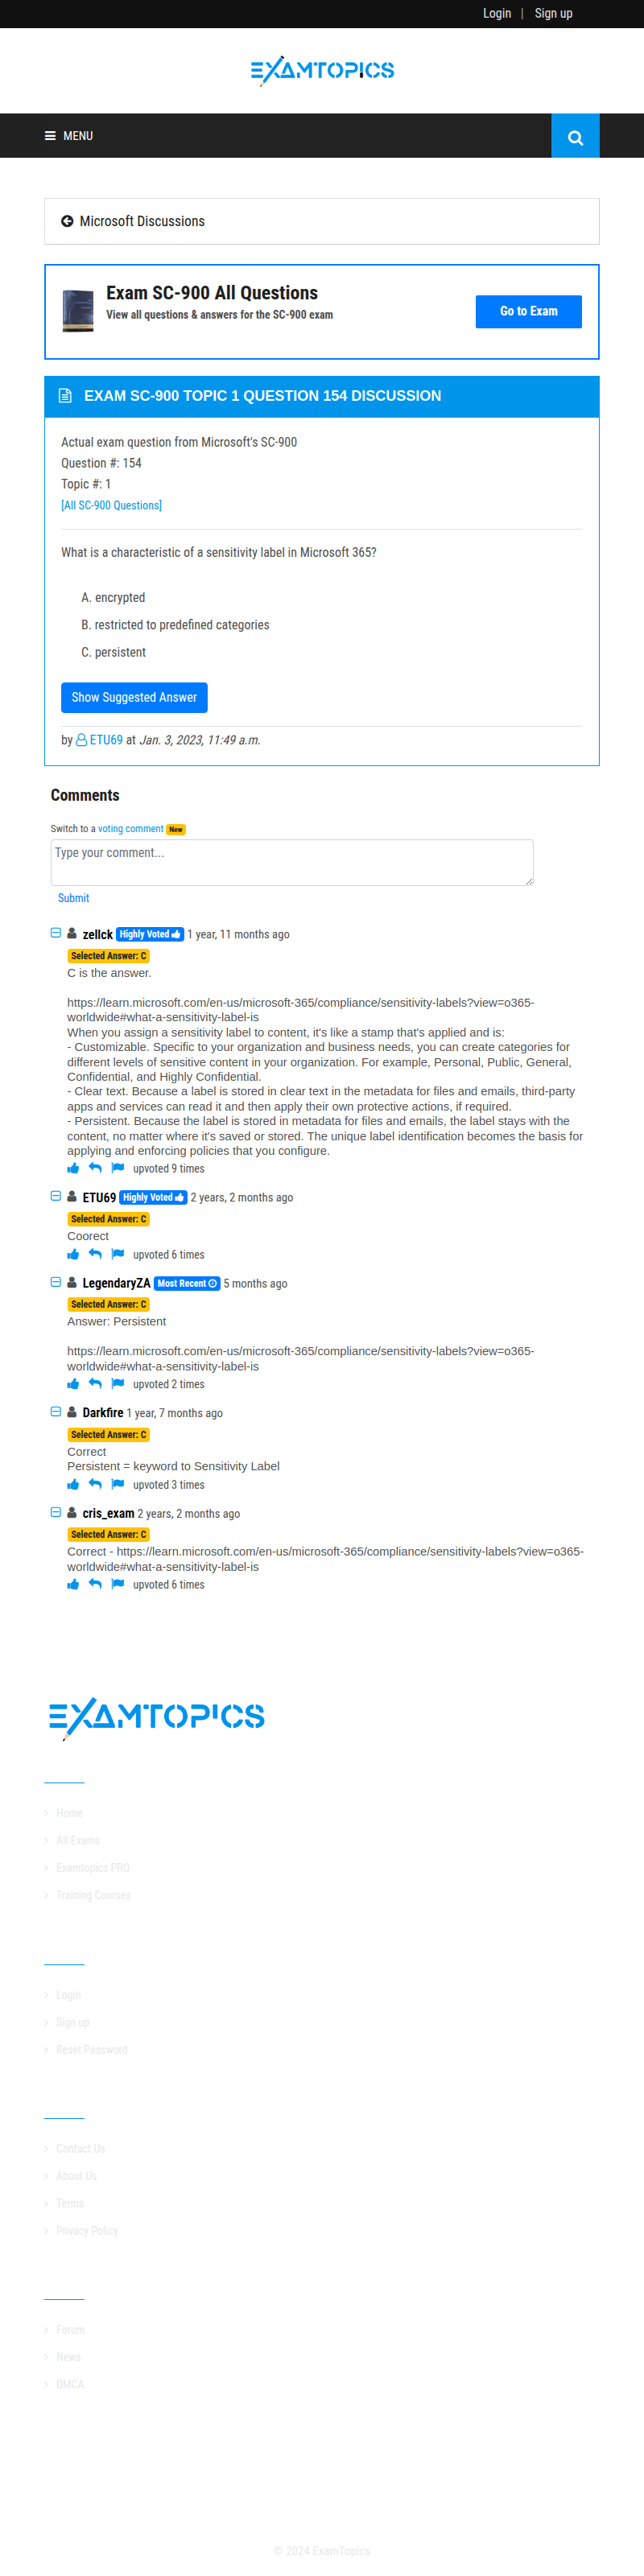 Login | Sign up
EXAMTOPICS
MENU
Microsoft Discussions
Exam SC-900 All Questions
View all questions & answers for the SC-900 exam
Go to Exam
EXAM SC-900 TOPIC 1 QUESTION 154 DISCUSSION
Actual exam question from Microsoft's SC-900
Question #: 154
Topic #: 1
[All SC-900 Questions]
What is a characteristic of a sensitivity label in Microsoft 365?
A. encrypted
B. restricted to predefined categories
C. persistent
Show Suggested Answer
by ETU69 at Jan. 3, 2023, 11:49 a.m.
Comments
Switch to a voting comment New
Type your comment...
Submit
zellck Highly Voted 1 year, 11 months ago
Selected Answer: C
C is the answer.
https://learn.microsoft.com/en-us/microsoft-365/compliance/sensitivity-labels?view=o365-
worldwide#what-a-sensitivity-label-is
When you assign a sensitivity label to content, it's like a stamp that's applied and is:
- Customizable. Specific to your organization and business needs, you can create categories for
different levels of sensitive content in your organization. For example, Personal, Public, General,
Confidential, and Highly Confidential.
- Clear text. Because a label is stored in clear text in the metadata for files and emails, third-party
apps and services can read it and then apply their own protective actions, if required.
- Persistent. Because the label is stored in metadata for files and emails, the label stays with the
content, no matter where it's saved or stored. The unique label identification becomes the basis for
applying and enforcing policies that you configure.
upvoted 9 times
ETU69 Highly Voted 2 years, 2 months ago
Selected Answer: C
Coorect
upvoted 6 times
LegendaryZA Most Recent 5 months ago
Selected Answer: C
Answer: Persistent
https://learn.microsoft.com/en-us/microsoft-365/compliance/sensitivity-labels?view=o365-
worldwide#what-a-sensitivity-label-is
upvoted 2 times
Darkfire 1 year, 7 months ago
Selected Answer: C
Correct
Persistent = keyword to Sensitivity Label
upvoted 3 times
cris_exam 2 years, 2 months ago
Selected Answer: C
Correct - https://learn.microsoft.com/en-us/microsoft-365/compliance/sensitivity-labels?view=o365-
worldwide#what-a-sensitivity-label-is
upvoted 6 times
EXAMTOPICS
Home
All Exams
Examtopics PRO
Training Courses
Login
Sign up
Reset Password
Contact Us
About Us
Terms
Privacy Policy
Forum
News
DMCA
© 2024 ExamTopics